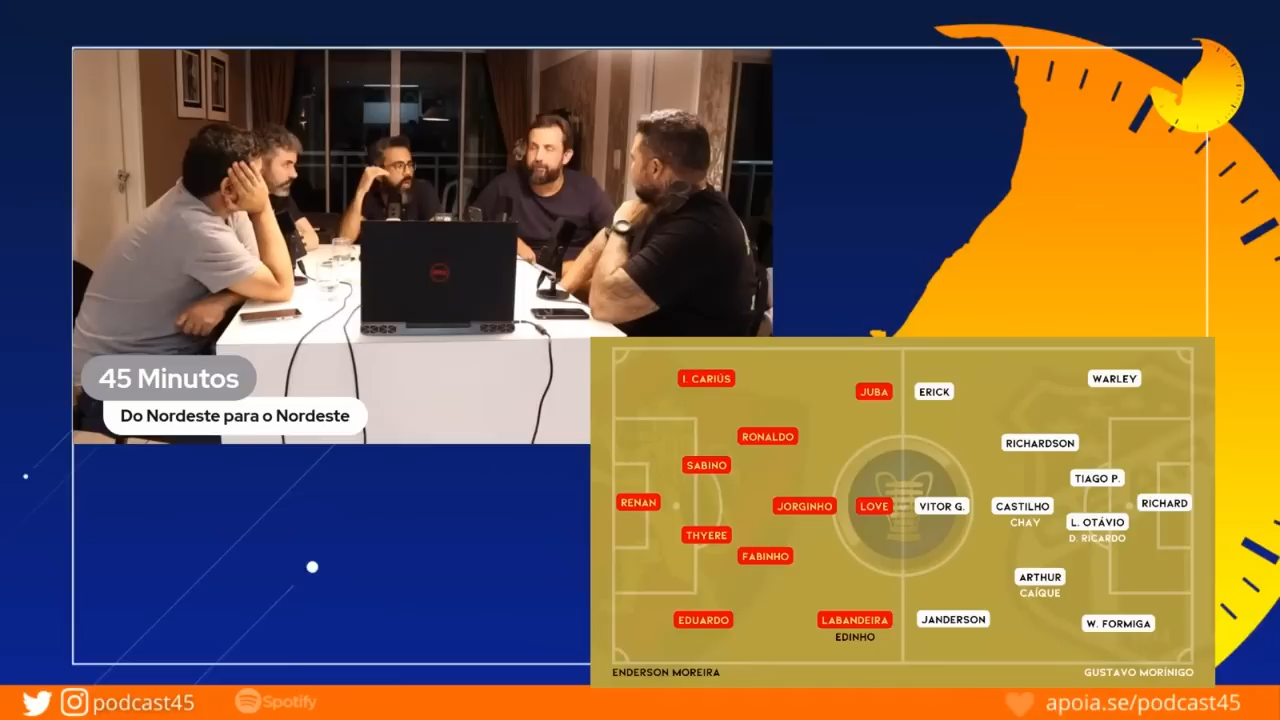 45 Minutos
Do Nordeste para o Nordeste
I. CARIÚS
JUBA
ERICK
WARLEY
RONALDO
RICHARDSON
SABINO
TIAGO P.
RENAN
JORGINHO
LOVE
VITOR G.
CASTILHO
CHAY
RICHARD
L. OTÁVIO
D. RICARDO
THYERE
FABINHO
ARTHUR
CAÍQUE
EDUARDO
LABANDEIRA
EDINHO
JANDERSON
W. FORMIGA
ENDERSON MOREIRA
GUSTAVO MORÍNIGO
podcast45
Spotify
apoia.se/podcast45